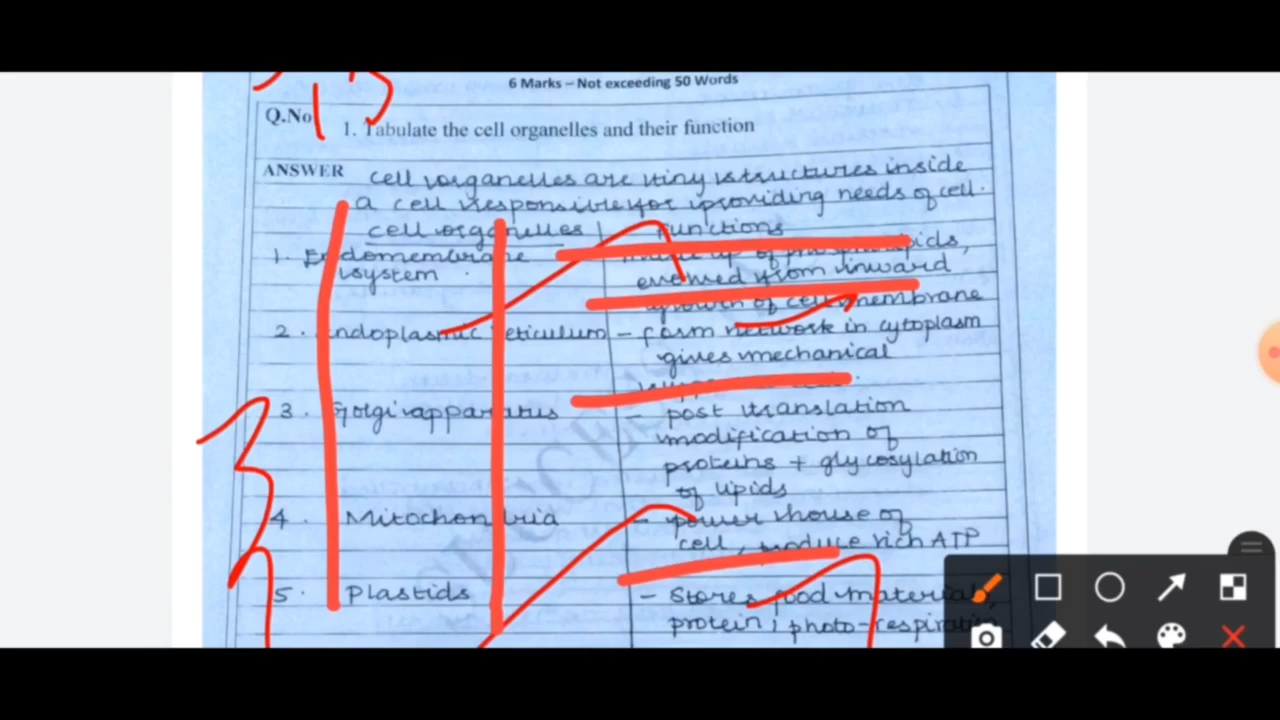 6 Marks – Not exceeding 50 Words
Q.No
1. Tabulate the cell organelles and their function
ANSWER cell organelles are tiny structures inside
a cell responsible for providing needs of cell.
cell organelles Functions
1. Endomembrane system - made up of phospholipids,
evolved from inward
growth of cell membrane
2. Endoplasmic reticulum - form network in cytoplasm
gives mechanical
3. Golgi apparatus - post translation
modification of
proteins + glycosylation
of lipids
4. Mitochondria - power house of
cell, produce rich ATP
5. Plastids - stores food material,
protein, photo-respiration